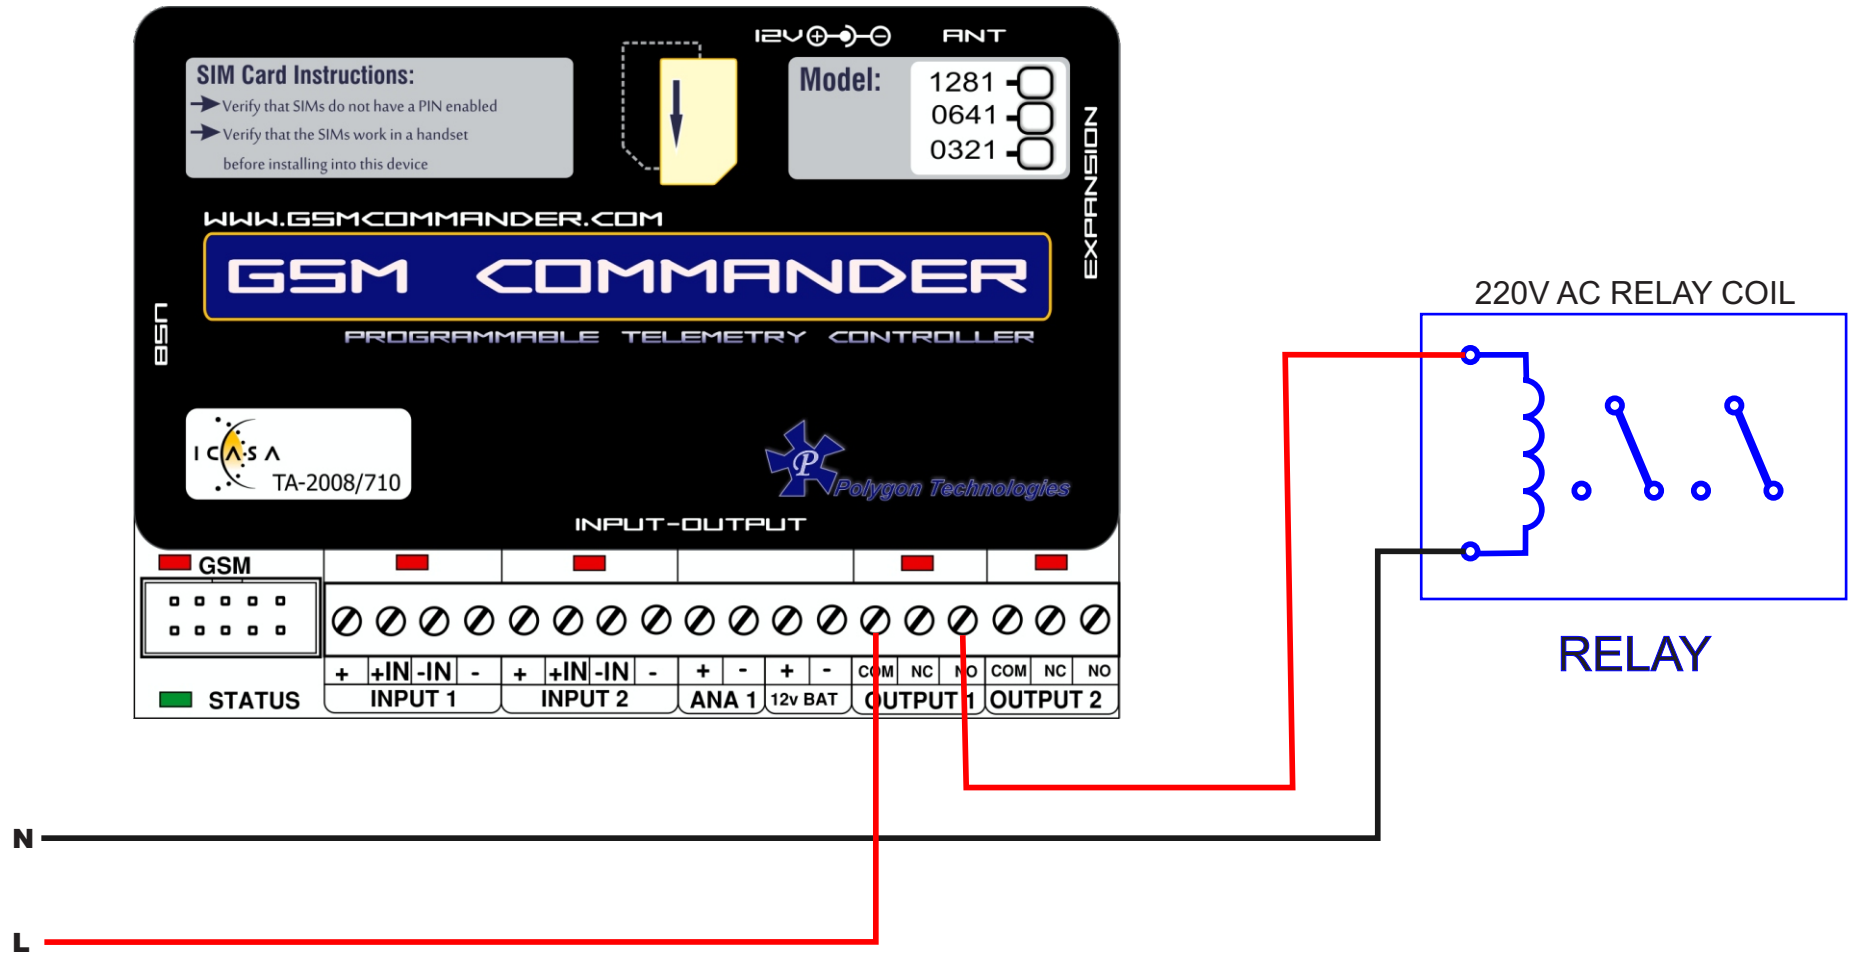 12V ANT
SIM Card Instructions:
Verify that SIMs do not have a PIN enabled
Verify that the SIMs work in a handset
before installing into this device
Model:
1281
0641
0321
EXPANSION
WWW.GSMCOMMANDER.COM
GSM COMMANDER
PROGRAMMABLE TELEMETRY CONTROLLER
USB
ICASA
TA-2008/710
P
Polygon Technologies
INPUT-OUTPUT
GSM
+ +IN -IN - + +IN -IN - + - + - COM NC NO COM NC NO
STATUS INPUT 1 INPUT 2 ANA 1 12v BAT OUTPUT 1 OUTPUT 2
220V AC RELAY COIL
RELAY
N
L